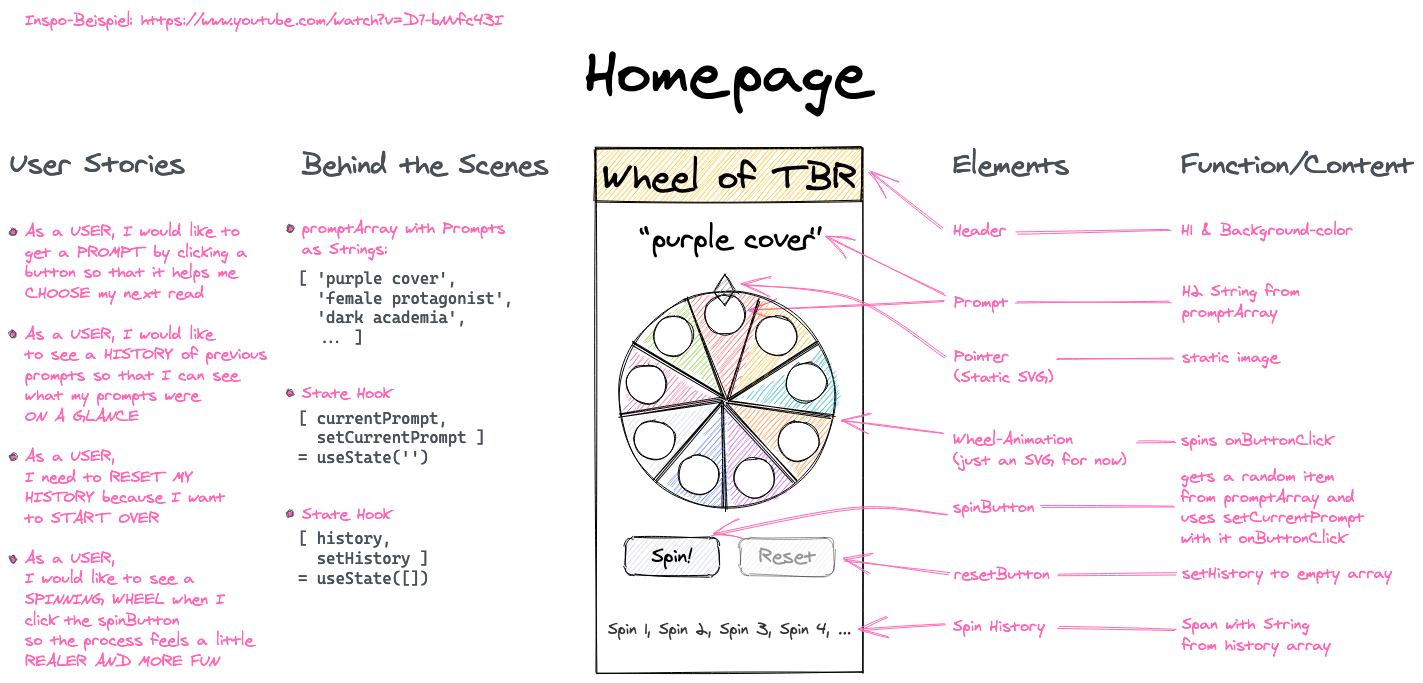 Inspo-Beispiel: https://www.youtube.com/watch?v=D7-bMfc43I
Homepage
User Stories
As a USER, I would like to
get a PROMPT by clicking a
button so that it helps me
CHOOSE my next read
As a USER, I would like
to see a HISTORY of previous
prompts so that I can see
what my prompts were
ON A GLANCE
As a USER,
I need to RESET MY
HISTORY because I want
to START OVER
As a USER,
I would like to see a
SPINNING WHEEL when I
click the spinButton
so the process feels a little
REALER AND MORE FUN
Behind the Scenes
promptArray with Prompts
as Strings:
[ 'purple cover',
'female protagonist',
'dark academia',
... ]
State Hook
[ currentPrompt,
setCurrentPrompt ]
= useState('')
State Hook
[ history,
setHistory ]
= useState([])
Wheel of TBR
"purple cover"
Spin!
Reset
Spin 1, Spin 2, Spin 3, Spin 4, ...
Elements
Header
Prompt
Pointer
(Static SVG)
Wheel-Animation
(just an SVG for now)
spinButton
resetButton
Spin History
Function/Content
H1 & Background-color
H2 String from
promptArray
static image
spins onButtonClick
gets a random item
from promptArray and
uses setCurrentPrompt
with it onButtonClick
setHistory to empty array
Span with String
from history array